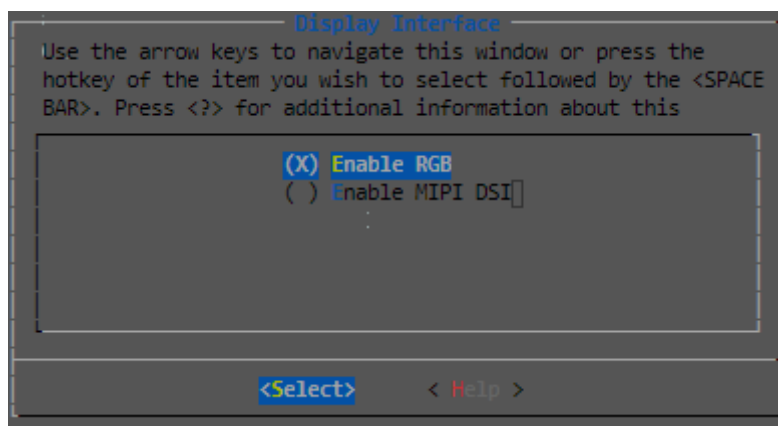 Display Interface
Use the arrow keys to navigate this window or press the
hotkey of the item you wish to select followed by the <SPACE
BAR>. Press <?> for additional information about this
(X) Enable RGB
( ) Enable MIPI DSI
<Select> < Help >